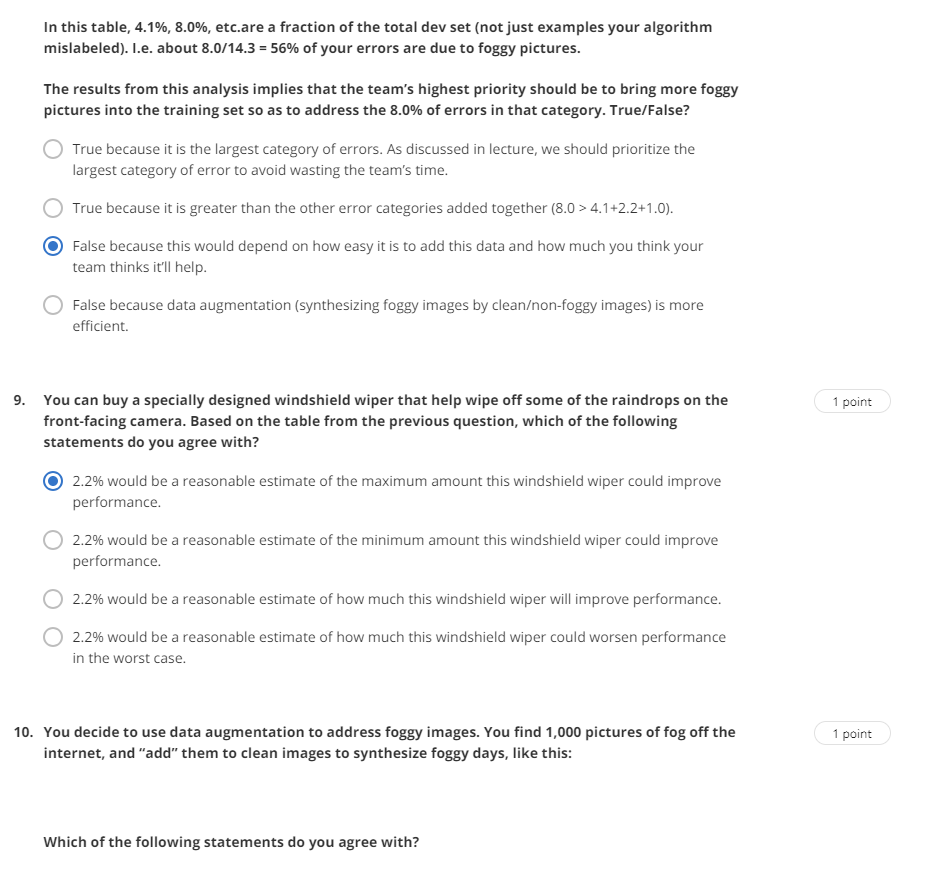 In this table, 4.1%, 8.0%, etc.are a fraction of the total dev set (not just examples your algorithm
mislabeled). I.e. about 8.0/14.3 = 56% of your errors are due to foggy pictures.
The results from this analysis implies that the team's highest priority should be to bring more foggy
pictures into the training set so as to address the 8.0% of errors in that category. True/False?
True because it is the largest category of errors. As discussed in lecture, we should prioritize the
largest category of error to avoid wasting the team's time.
True because it is greater than the other error categories added together (8.0 > 4.1+2.2+1.0).
False because this would depend on how easy it is to add this data and how much you think your
team thinks it'll help.
False because data augmentation (synthesizing foggy images by clean/non-foggy images) is more
efficient.
9. You can buy a specially designed windshield wiper that help wipe off some of the raindrops on the
1 point
front-facing camera. Based on the table from the previous question, which of the following
statements do you agree with?
2.2% would be a reasonable estimate of the maximum amount this windshield wiper could improve
performance.
2.2% would be a reasonable estimate of the minimum amount this windshield wiper could improve
performance.
2.2% would be a reasonable estimate of how much this windshield wiper will improve performance.
2.2% would be a reasonable estimate of how much this windshield wiper could worsen performance
in the worst case.
10. You decide to use data augmentation to address foggy images. You find 1,000 pictures of fog off the
1 point
internet, and “add” them to clean images to synthesize foggy days, like this:
Which of the following statements do you agree with?